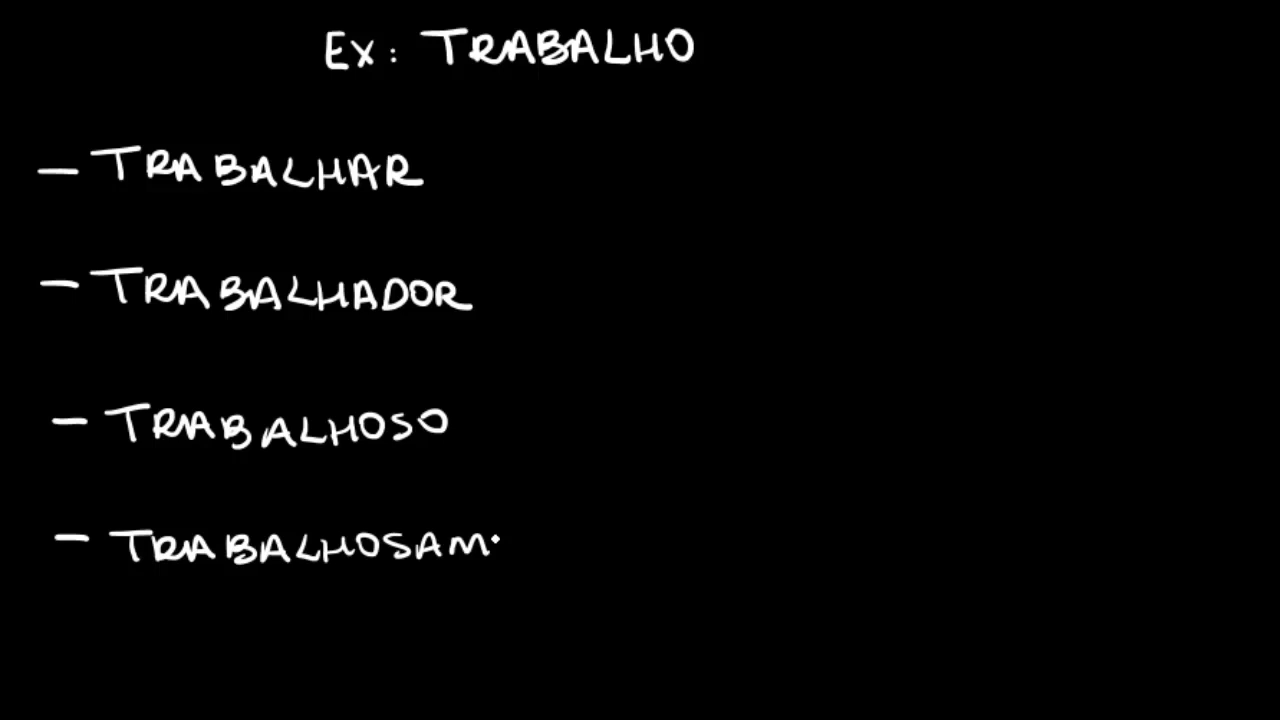 EX: TRABALHO
- TRABALHAR
- TRABALHADOR
- TRABALHOSO
- TRABALHOSAM